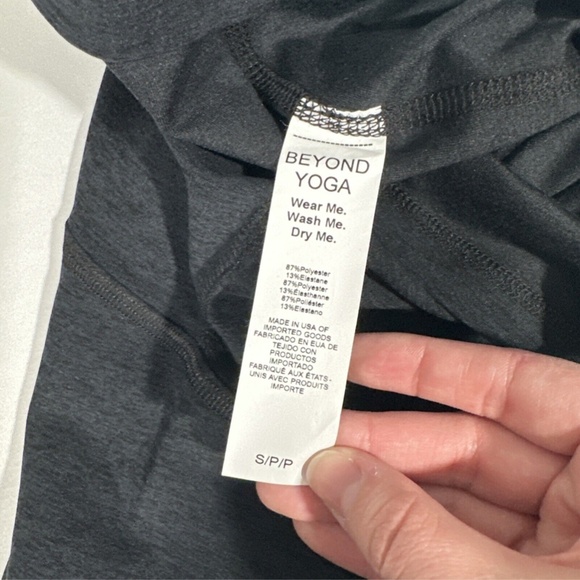 BEYOND
YOGA
Wear Me.
Wash Me.
Dry Me.
87%Polyester
13%Elastane
87%Polyester
13%Elasthanne
87%Poliéster
13%Elastano
MADE IN USA OF
IMPORTED GOODS
FABRICADO EN EUA DE
TEJIDO CON
PRODUCTOS
IMPORTADO
FABRIQUÉ AUX ÉTATS-
UNIS AVEC PRODUITS
IMPORTE
S/P/P